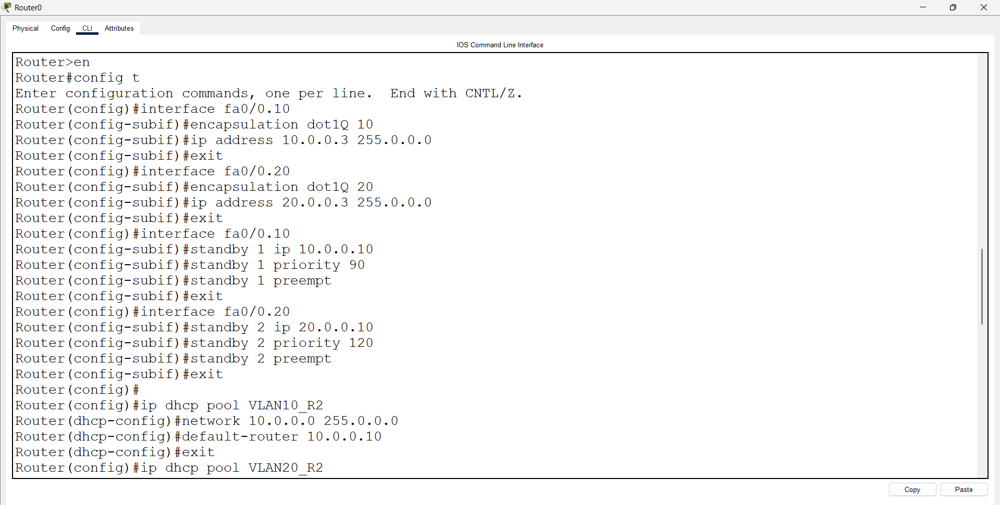 Router0
Physical Config CLI Attributes
IOS Command Line Interface
Router>en
Router#config t
Enter configuration commands, one per line.  End with CNTL/Z.
Router(config)#interface fa0/0.10
Router(config-subif)#encapsulation dot1Q 10
Router(config-subif)#ip address 10.0.0.3 255.0.0.0
Router(config-subif)#exit
Router(config)#interface fa0/0.20
Router(config-subif)#encapsulation dot1Q 20
Router(config-subif)#ip address 20.0.0.3 255.0.0.0
Router(config-subif)#exit
Router(config)#interface fa0/0.10
Router(config-subif)#standby 1 ip 10.0.0.10
Router(config-subif)#standby 1 priority 90
Router(config-subif)#standby 1 preempt
Router(config-subif)#exit
Router(config)#interface fa0/0.20
Router(config-subif)#standby 2 ip 20.0.0.10
Router(config-subif)#standby 2 priority 120
Router(config-subif)#standby 2 preempt
Router(config-subif)#exit
Router(config)#
Router(config)#ip dhcp pool VLAN10_R2
Router(dhcp-config)#network 10.0.0.0 255.0.0.0
Router(dhcp-config)#default-router 10.0.0.10
Router(dhcp-config)#exit
Router(config)#ip dhcp pool VLAN20_R2
Copy Paste